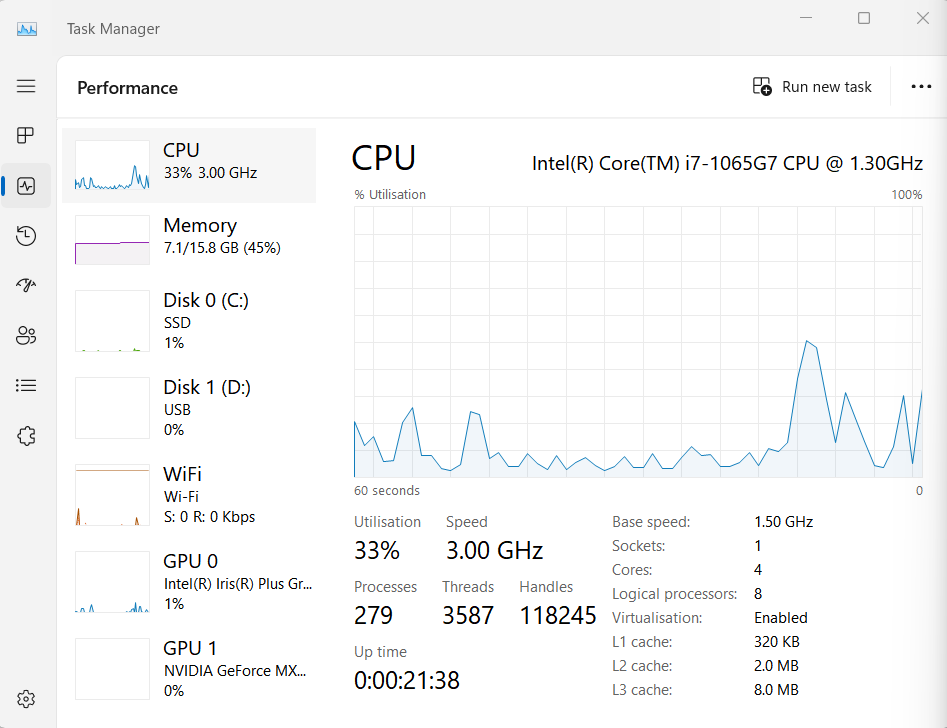 Task Manager
Performance
Run new task
CPU
33% 3.00 GHz
Memory
7.1/15.8 GB (45%)
Disk 0 (C:)
SSD
1%
Disk 1 (D:)
USB
0%
WiFi
Wi-Fi
S: 0 R: 0 Kbps
GPU 0
Intel(R) Iris(R) Plus Gr...
1%
GPU 1
NVIDIA GeForce MX...
0%
CPU
Intel(R) Core(TM) i7-1065G7 CPU @ 1.30GHz
% Utilisation 100%
60 seconds 0
Utilisation Speed
33% 3.00 GHz
Processes Threads Handles
279 3587 118245
Up time
0:00:21:38
Base speed: 1.50 GHz
Sockets: 1
Cores: 4
Logical processors: 8
Virtualisation: Enabled
L1 cache: 320 KB
L2 cache: 2.0 MB
L3 cache: 8.0 MB